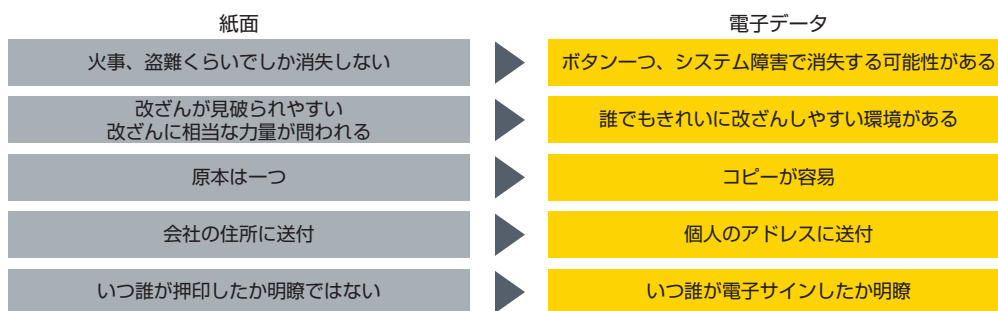 紙面
電子データ
火事、盗難くらいでしか消失しない
ボタン一つ、システム障害で消失する可能性がある
改ざんが見破られやすい
改ざんに相当な力量が問われる
誰でもきれいに改ざんしやすい環境がある
原本は一つ
コピーが容易
会社の住所に送付
個人のアドレスに送付
いつ誰が押印したか明瞭ではない
いつ誰が電子サインしたか明瞭